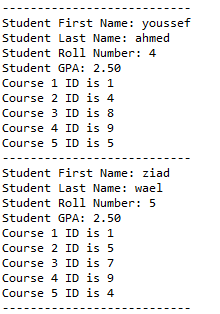 ---------------------------
Student First Name: youssef
Student Last Name: ahmed
Student Roll Number: 4
Student GPA: 2.50
Course 1 ID is 1
Course 2 ID is 4
Course 3 ID is 8
Course 4 ID is 9
Course 5 ID is 5
---------------------------
Student First Name: ziad
Student Last Name: wael
Student Roll Number: 5
Student GPA: 2.50
Course 1 ID is 1
Course 2 ID is 5
Course 3 ID is 7
Course 4 ID is 9
Course 5 ID is 4
---------------------------